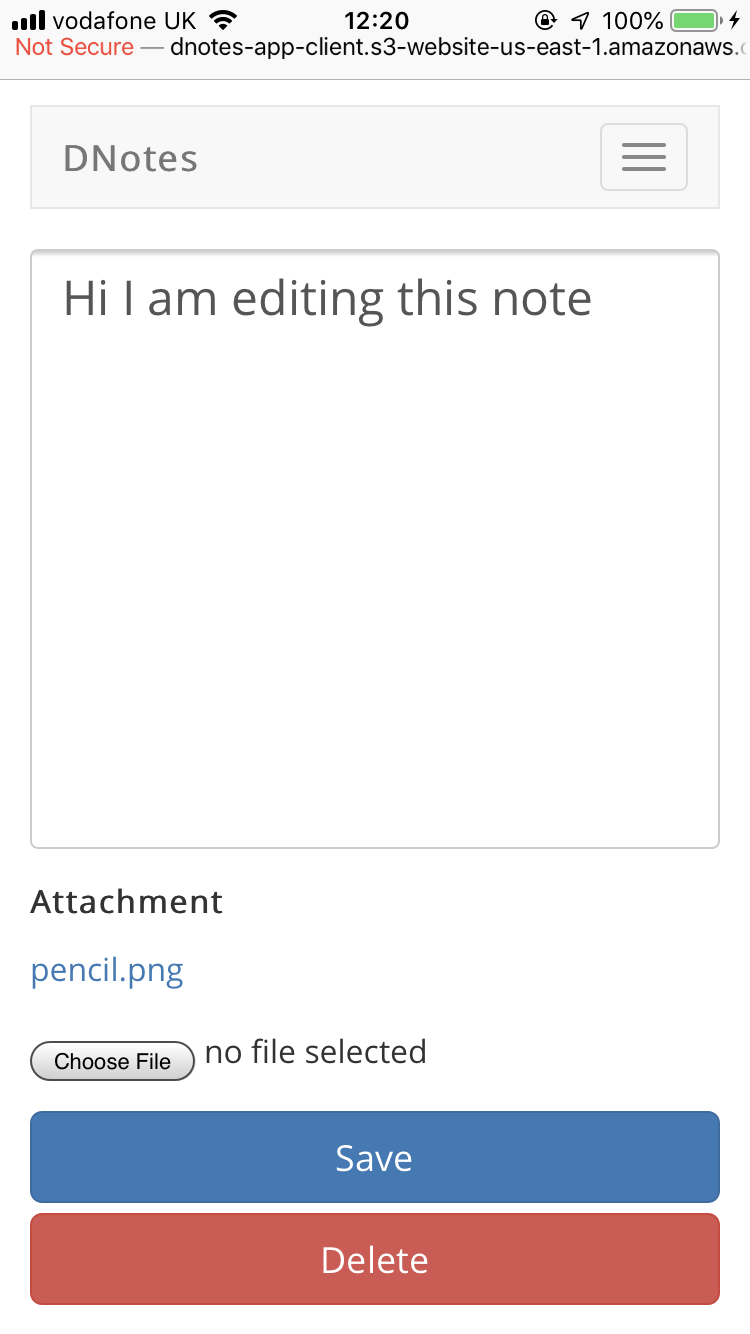 vodafone UK 12:20 100%
Not Secure — dnotes-app-client.s3-website-us-east-1.amazonaws.
DNotes
Hi I am editing this note
Attachment
pencil.png
Choose File no file selected
Save
Delete